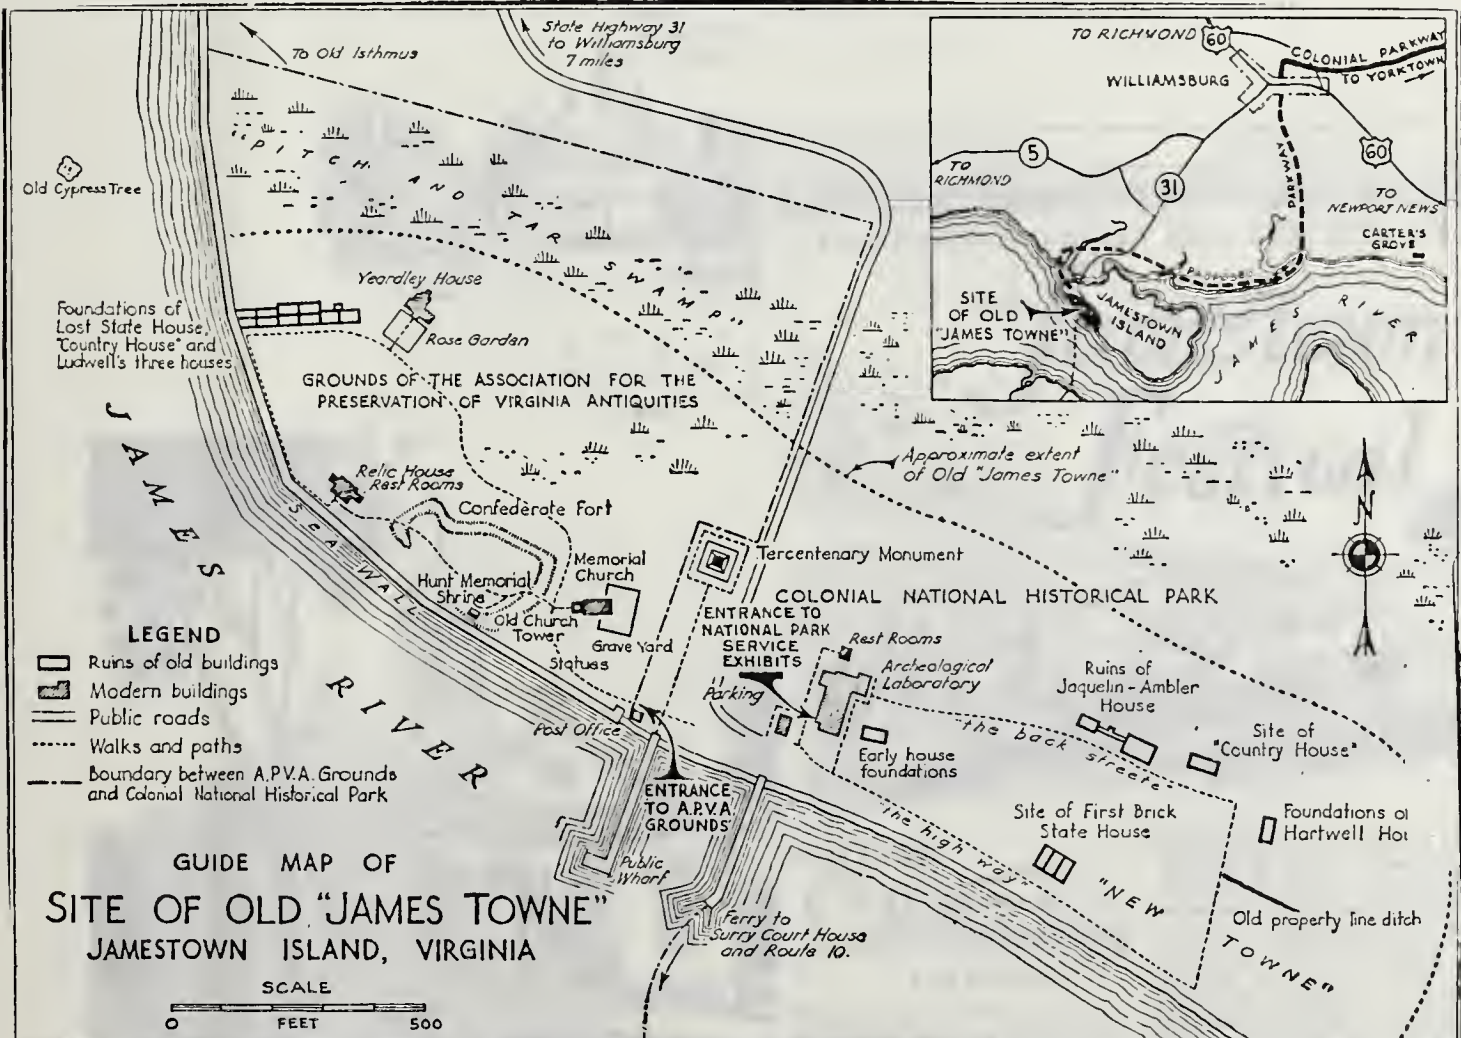 To Old Isthmus
State Highway 31
to Williamsburg
7 miles
"PITCH AND TAR SWAMP"
Old Cypress Tree
Yeardley House
Rose Garden
Foundations of
Lost State House,
"Country House" and
Ludwell's three houses
GROUNDS OF THE ASSOCIATION FOR THE
PRESERVATION OF VIRGINIA ANTIQUITIES
JAMES RIVER
Relic House
Rest Rooms
SEA WALL
Confederate Fort
Hunt Memorial
Shrine
Old Church
Tower
Memorial
Church
Grave Yard
Statues
Tercentenary Monument
Approximate extent
of Old "James Towne"
N
COLONIAL NATIONAL HISTORICAL PARK
ENTRANCE TO
NATIONAL PARK
SERVICE
EXHIBITS
Rest Rooms
Archeological
Laboratory
Parking
Post Office
ENTRANCE
TO A.P.V.A
GROUNDS
Early house
foundations
"the back streete"
"the high way"
Ruins of
Jaquelin-Ambler
House
Site of
"Country House"
Site of First Brick
State House
Foundations of
Hartwell Hou
"NEW TOWNE"
Old property line ditch
Public
Wharf
Ferry to
Surry Court House
and Route 10.
LEGEND
Ruins of old buildings
Modern buildings
Public roads
Walks and paths
Boundary between A.P.V.A. Grounds
and Colonial National Historical Park
GUIDE MAP OF
SITE OF OLD "JAMES TOWNE"
JAMESTOWN ISLAND, VIRGINIA
SCALE
0 FEET 500
TO RICHMOND
60
COLONIAL PARKWAY
TO YORKTOWN
WILLIAMSBURG
5
TO
RICHMOND
31
PARKWAY
60
TO
NEWPORT NEWS
CARTER'S
GROVE
PROPOSED
SITE
OF OLD
"JAMES TOWNE"
JAMESTOWN
ISLAND
JAMES RIVER